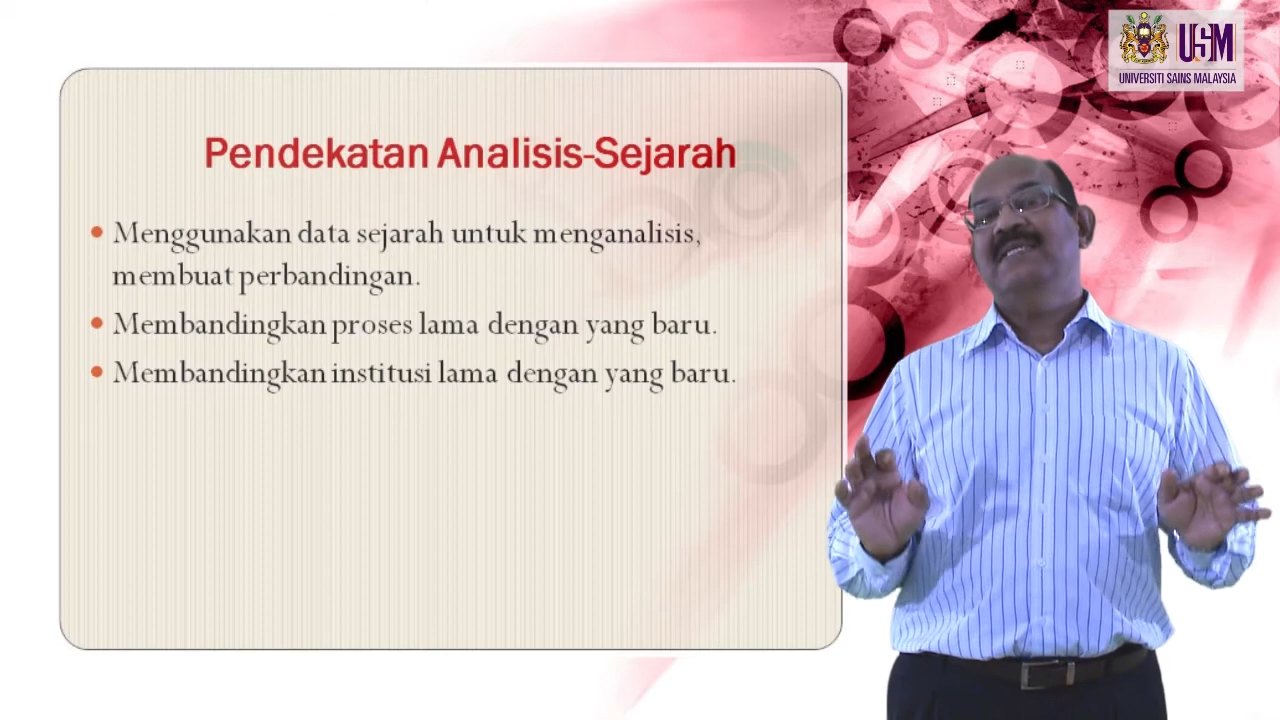 USM
UNIVERSITI SAINS MALAYSIA
Pendekatan Analisis-Sejarah
• Menggunakan data sejarah untuk menganalisis,
membuat perbandingan.
• Membandingkan proses lama dengan yang baru.
• Membandingkan institusi lama dengan yang baru.